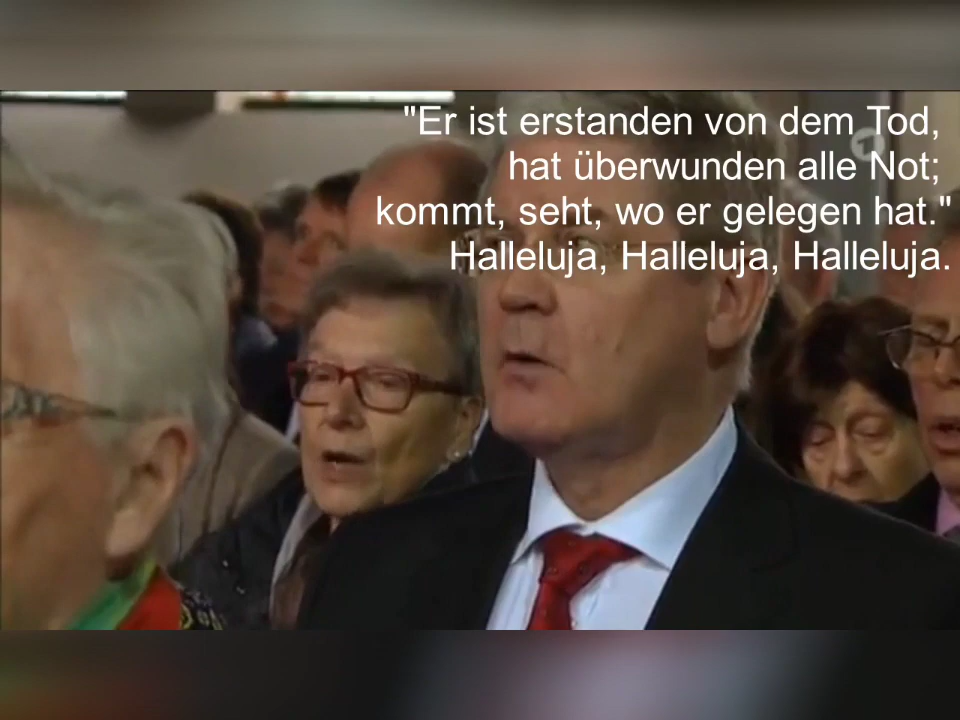 "Er ist erstanden von dem Tod,
hat überwunden alle Not;
kommt, seht, wo er gelegen hat."
Halleluja, Halleluja, Halleluja.